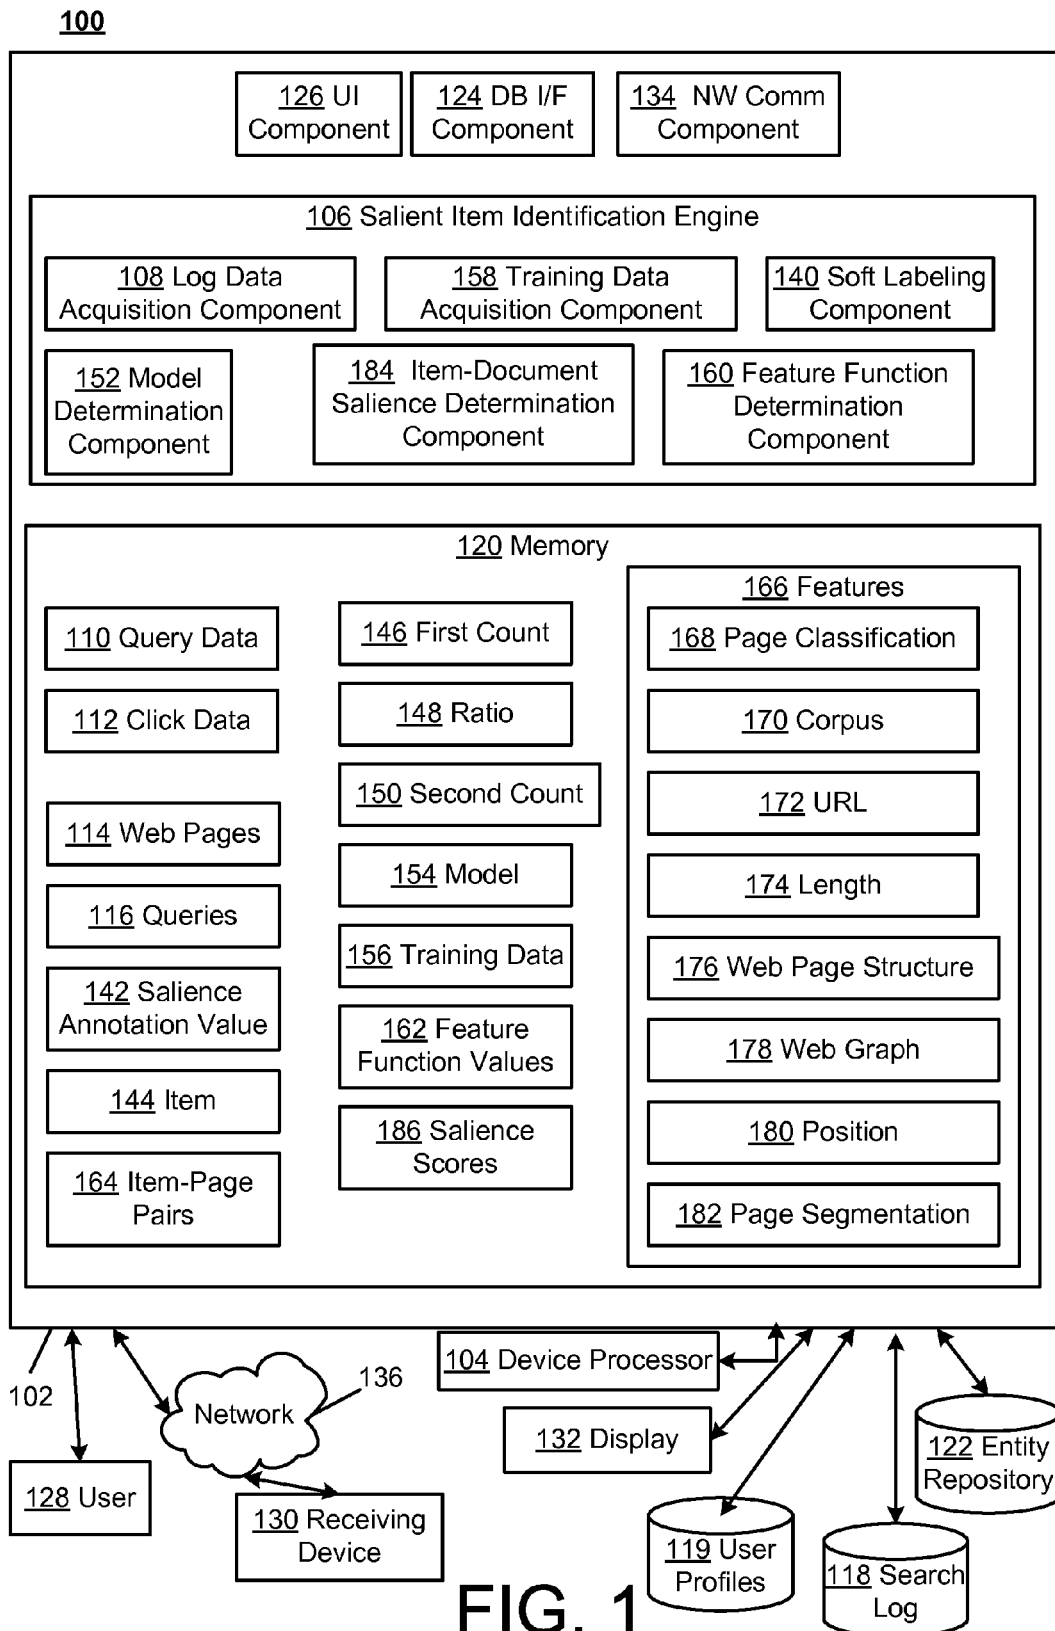 100
126 UI
Component
124 DB I/F
Component
134 NW Comm
Component
106 Salient Item Identification Engine
108 Log Data
Acquisition Component
158 Training Data
Acquisition Component
140 Soft Labeling
Component
152 Model
Determination
Component
184 Item-Document
Salience Determination
Component
160 Feature Function
Determination
Component
120 Memory
110 Query Data
112 Click Data
114 Web Pages
116 Queries
142 Salience
Annotation Value
144 Item
164 Item-Page
Pairs
146 First Count
148 Ratio
150 Second Count
154 Model
156 Training Data
162 Feature
Function Values
186 Salience
Scores
166 Features
168 Page Classification
170 Corpus
172 URL
174 Length
176 Web Page Structure
178 Web Graph
180 Position
182 Page Segmentation
102
Network
136
104 Device Processor
132 Display
122 Entity
Repository
128 User
130 Receiving
Device
119 User
Profiles
118 Search
Log
FIG. 1